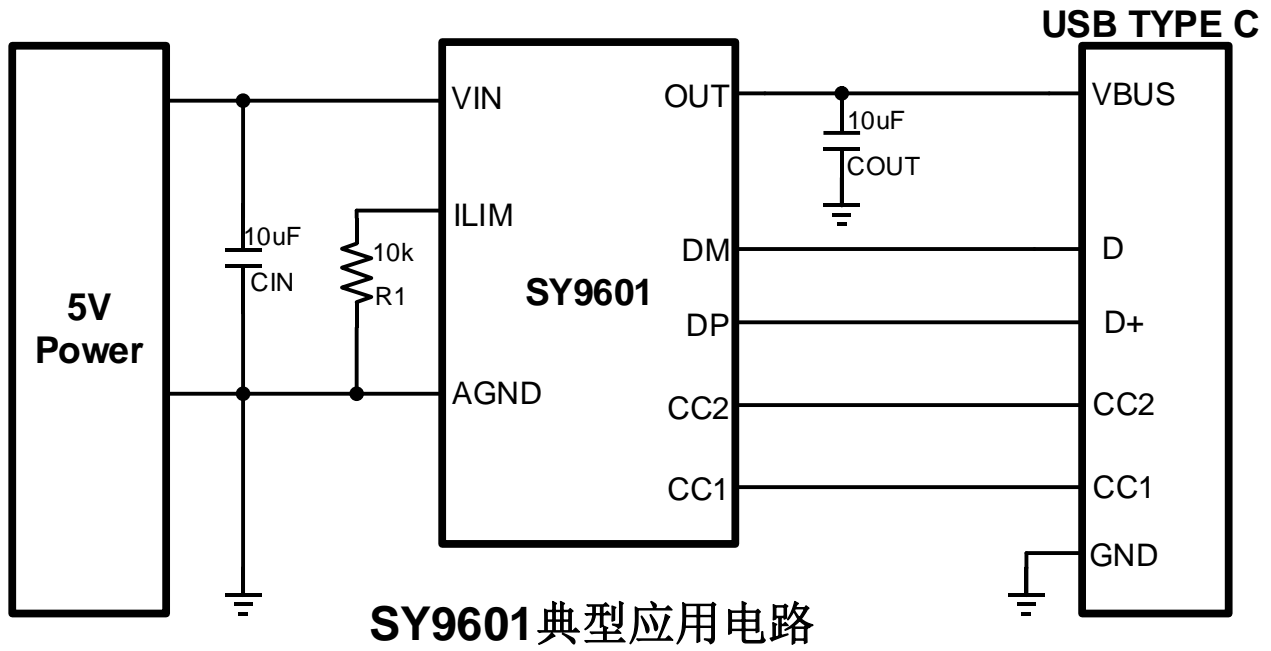 USB TYPE C
5V
Power
10uF
CIN
10k
R1
VIN
ILIM
AGND
SY9601
OUT
DM
DP
CC2
CC1
10uF
COUT
VBUS
D
D+
CC2
CC1
GND
SY9601典型应用电路